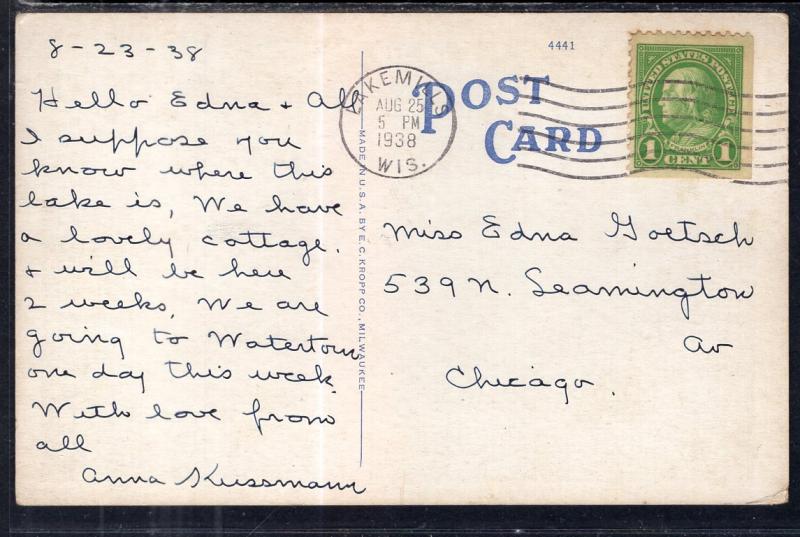 8-23-38
Hello Edna + All
I suppose you
know where this
lake is, We have
a lovely cottage.
+ will be here
2 weeks, We are
going to Watertown
one day this week.
With love from
all
Anna Kussmann
MADE IN U.S.A. BY E.C. KROPP CO., MILWAUKEE
4441
POST
CARD
LAKE MILLS
AUG 25
5 PM
1938
WIS.
UNITED STATES POSTAGE
FRANKLIN
1 CENT 1
Miss Edna Goetsch
539 N. Leamington
Av
Chicago.